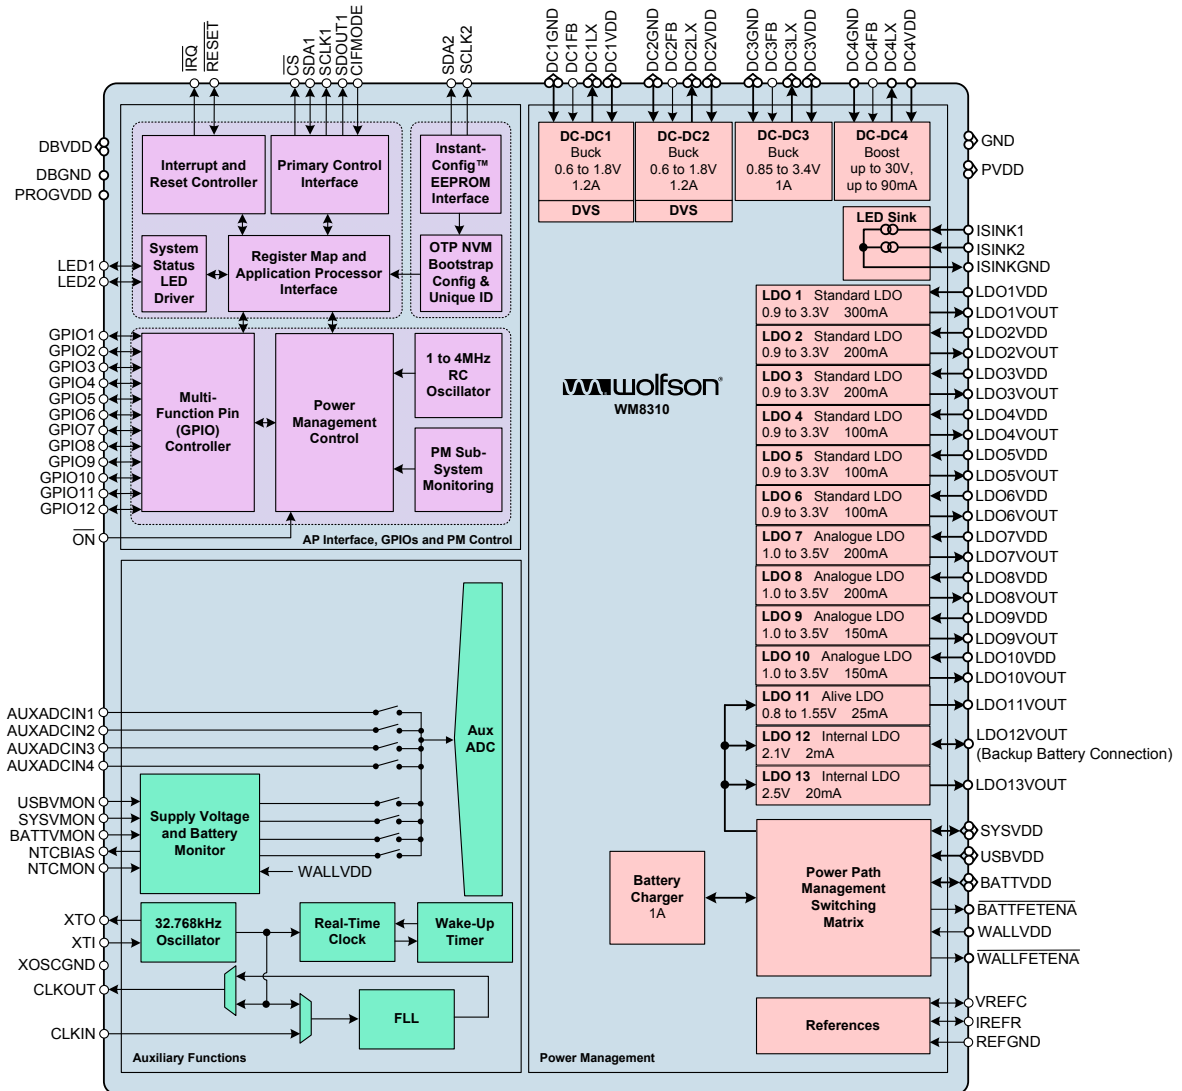 IRQ
RESET
CS
SDA1
SCLK1
SDOUT1
CIFMODE
SDA2
SCLK2
DC1GND
DC1FB
DC1LX
DC1VDD
DC2GND
DC2FB
DC2LX
DC2VDD
DC3GND
DC3FB
DC3LX
DC3VDD
DC4GND
DC4FB
DC4LX
DC4VDD
DBVDD
DBGND
PROGVDD
LED1
LED2
GPIO1
GPIO2
GPIO3
GPIO4
GPIO5
GPIO6
GPIO7
GPIO8
GPIO9
GPIO10
GPIO11
GPIO12
ON
Interrupt and
Reset Controller
Primary Control
Interface
Instant-
Config™
EEPROM
Interface
System
Status
LED
Driver
Register Map and
Application Processor
Interface
OTP NVM
Bootstrap
Config &
Unique ID
Multi-
Function Pin
(GPIO)
Controller
Power
Management
Control
1 to 4MHz
RC
Oscillator
PM Sub-
System
Monitoring
AP Interface, GPIOs and PM Control
AUXADCIN1
AUXADCIN2
AUXADCIN3
AUXADCIN4
USBVMON
SYSVMON
BATTVMON
NTCBIAS
NTCMON
XTO
XTI
XOSCGND
CLKOUT
CLKIN
Aux
ADC
Supply Voltage
and Battery
Monitor
WALLVDD
32.768kHz
Oscillator
Real-Time
Clock
Wake-Up
Timer
FLL
Auxiliary Functions
DC-DC1
Buck
0.6 to 1.8V
1.2A
DVS
DC-DC2
Buck
0.6 to 1.8V
1.2A
DVS
DC-DC3
Buck
0.85 to 3.4V
1A
DC-DC4
Boost
up to 30V,
up to 90mA
LED Sink
wolfson®
WM8310
LDO 1 Standard LDO
0.9 to 3.3V 300mA
LDO 2 Standard LDO
0.9 to 3.3V 200mA
LDO 3 Standard LDO
0.9 to 3.3V 200mA
LDO 4 Standard LDO
0.9 to 3.3V 100mA
LDO 5 Standard LDO
0.9 to 3.3V 100mA
LDO 6 Standard LDO
0.9 to 3.3V 100mA
LDO 7 Analogue LDO
1.0 to 3.5V 200mA
LDO 8 Analogue LDO
1.0 to 3.5V 200mA
LDO 9 Analogue LDO
1.0 to 3.5V 150mA
LDO 10 Analogue LDO
1.0 to 3.5V 150mA
LDO 11 Alive LDO
0.8 to 1.55V 25mA
LDO 12 Internal LDO
2.1V 2mA
LDO 13 Internal LDO
2.5V 20mA
Battery
Charger
1A
Power Path
Management
Switching
Matrix
References
Power Management
GND
PVDD
ISINK1
ISINK2
ISINKGND
LDO1VDD
LDO1VOUT
LDO2VDD
LDO2VOUT
LDO3VDD
LDO3VOUT
LDO4VDD
LDO4VOUT
LDO5VDD
LDO5VOUT
LDO6VDD
LDO6VOUT
LDO7VDD
LDO7VOUT
LDO8VDD
LDO8VOUT
LDO9VDD
LDO9VOUT
LDO10VDD
LDO10VOUT
LDO11VOUT
LDO12VOUT
(Backup Battery Connection)
LDO13VOUT
SYSVDD
USBVDD
BATTVDD
BATTFETENA
WALLVDD
WALLFETENA
VREFC
IREFR
REFGND